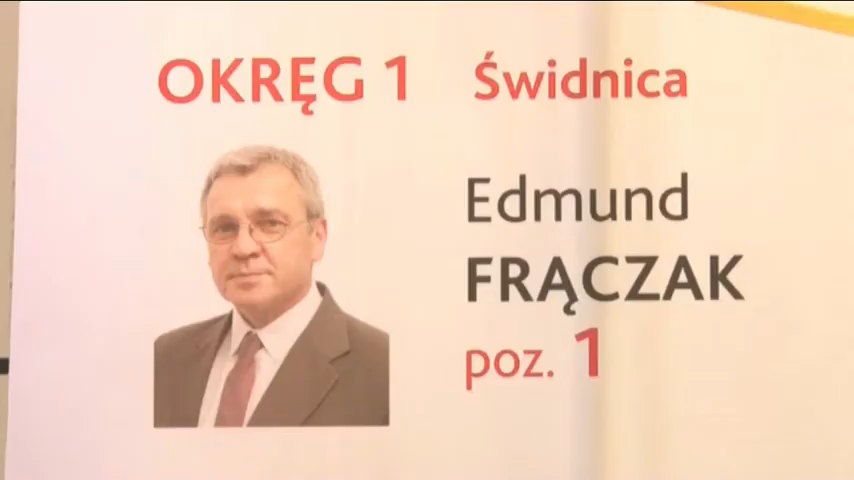 OKRĘG 1 Świdnica
Edmund
FRĄCZAK
poz. 1